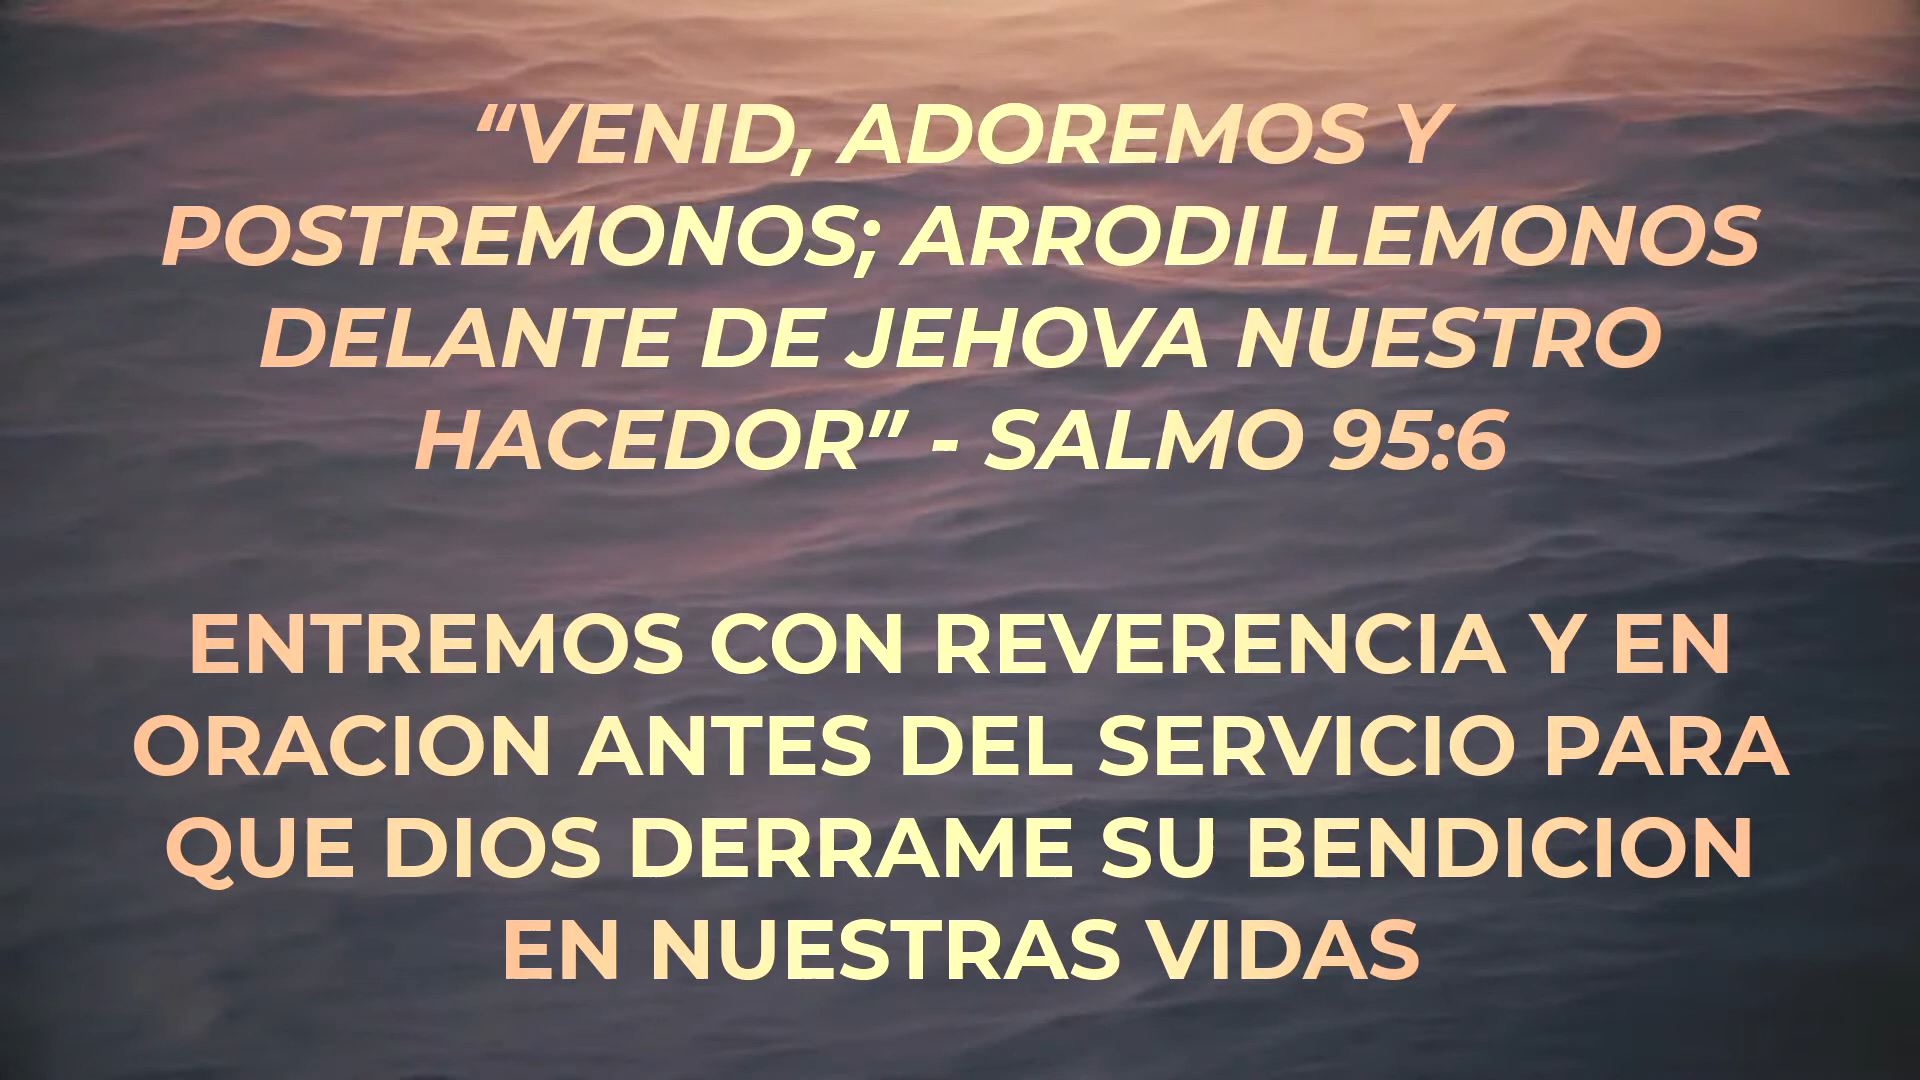 “VENID, ADOREMOS Y
POSTREMONOS; ARRODILLEMONOS
DELANTE DE JEHOVA NUESTRO
HACEDOR” - SALMO 95:6
ENTREMOS CON REVERENCIA Y EN
ORACION ANTES DEL SERVICIO PARA
QUE DIOS DERRAME SU BENDICION
EN NUESTRAS VIDAS